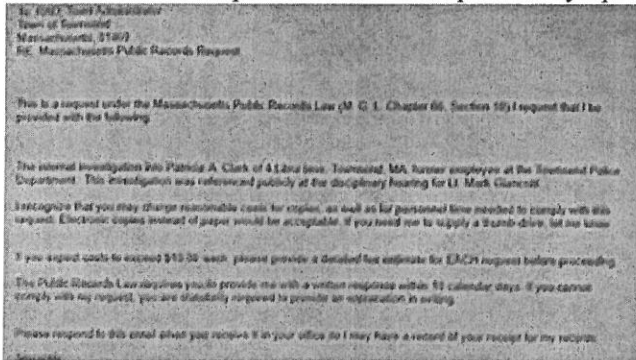 Town of Townsend
Massachusetts,
RE: Massachusetts Public Records Request
This is a request under the Massachusetts Public Records Law (M. G. L. Chapter 66, Section 10) I request that I be
provided with the following:
The internal investigation into Patricia A. Clark of 4 Lane, Townsend, MA, former employee at the Townsend Police
Department. This investigation was referenced publicly at the disciplinary hearing for Lt. Mark
I recognize that you may charge reasonable costs for copies, as well as for personnel time needed to comply with this
request. Electronic copies instead of paper would be acceptable. If you need me to supply a thumb-drive, let me know
If you expect costs to exceed $10.00 each, please provide a detailed fee estimate for EACH request before proceeding.
The Public Records Law requires you to provide me with a written response within 10 calendar days. If you cannot
comply with my request, you are statutorily required to provide an explanation in writing.
Please respond to this email when you receive it in your office so I may have a record of your receipt for my records.
Sincerely,